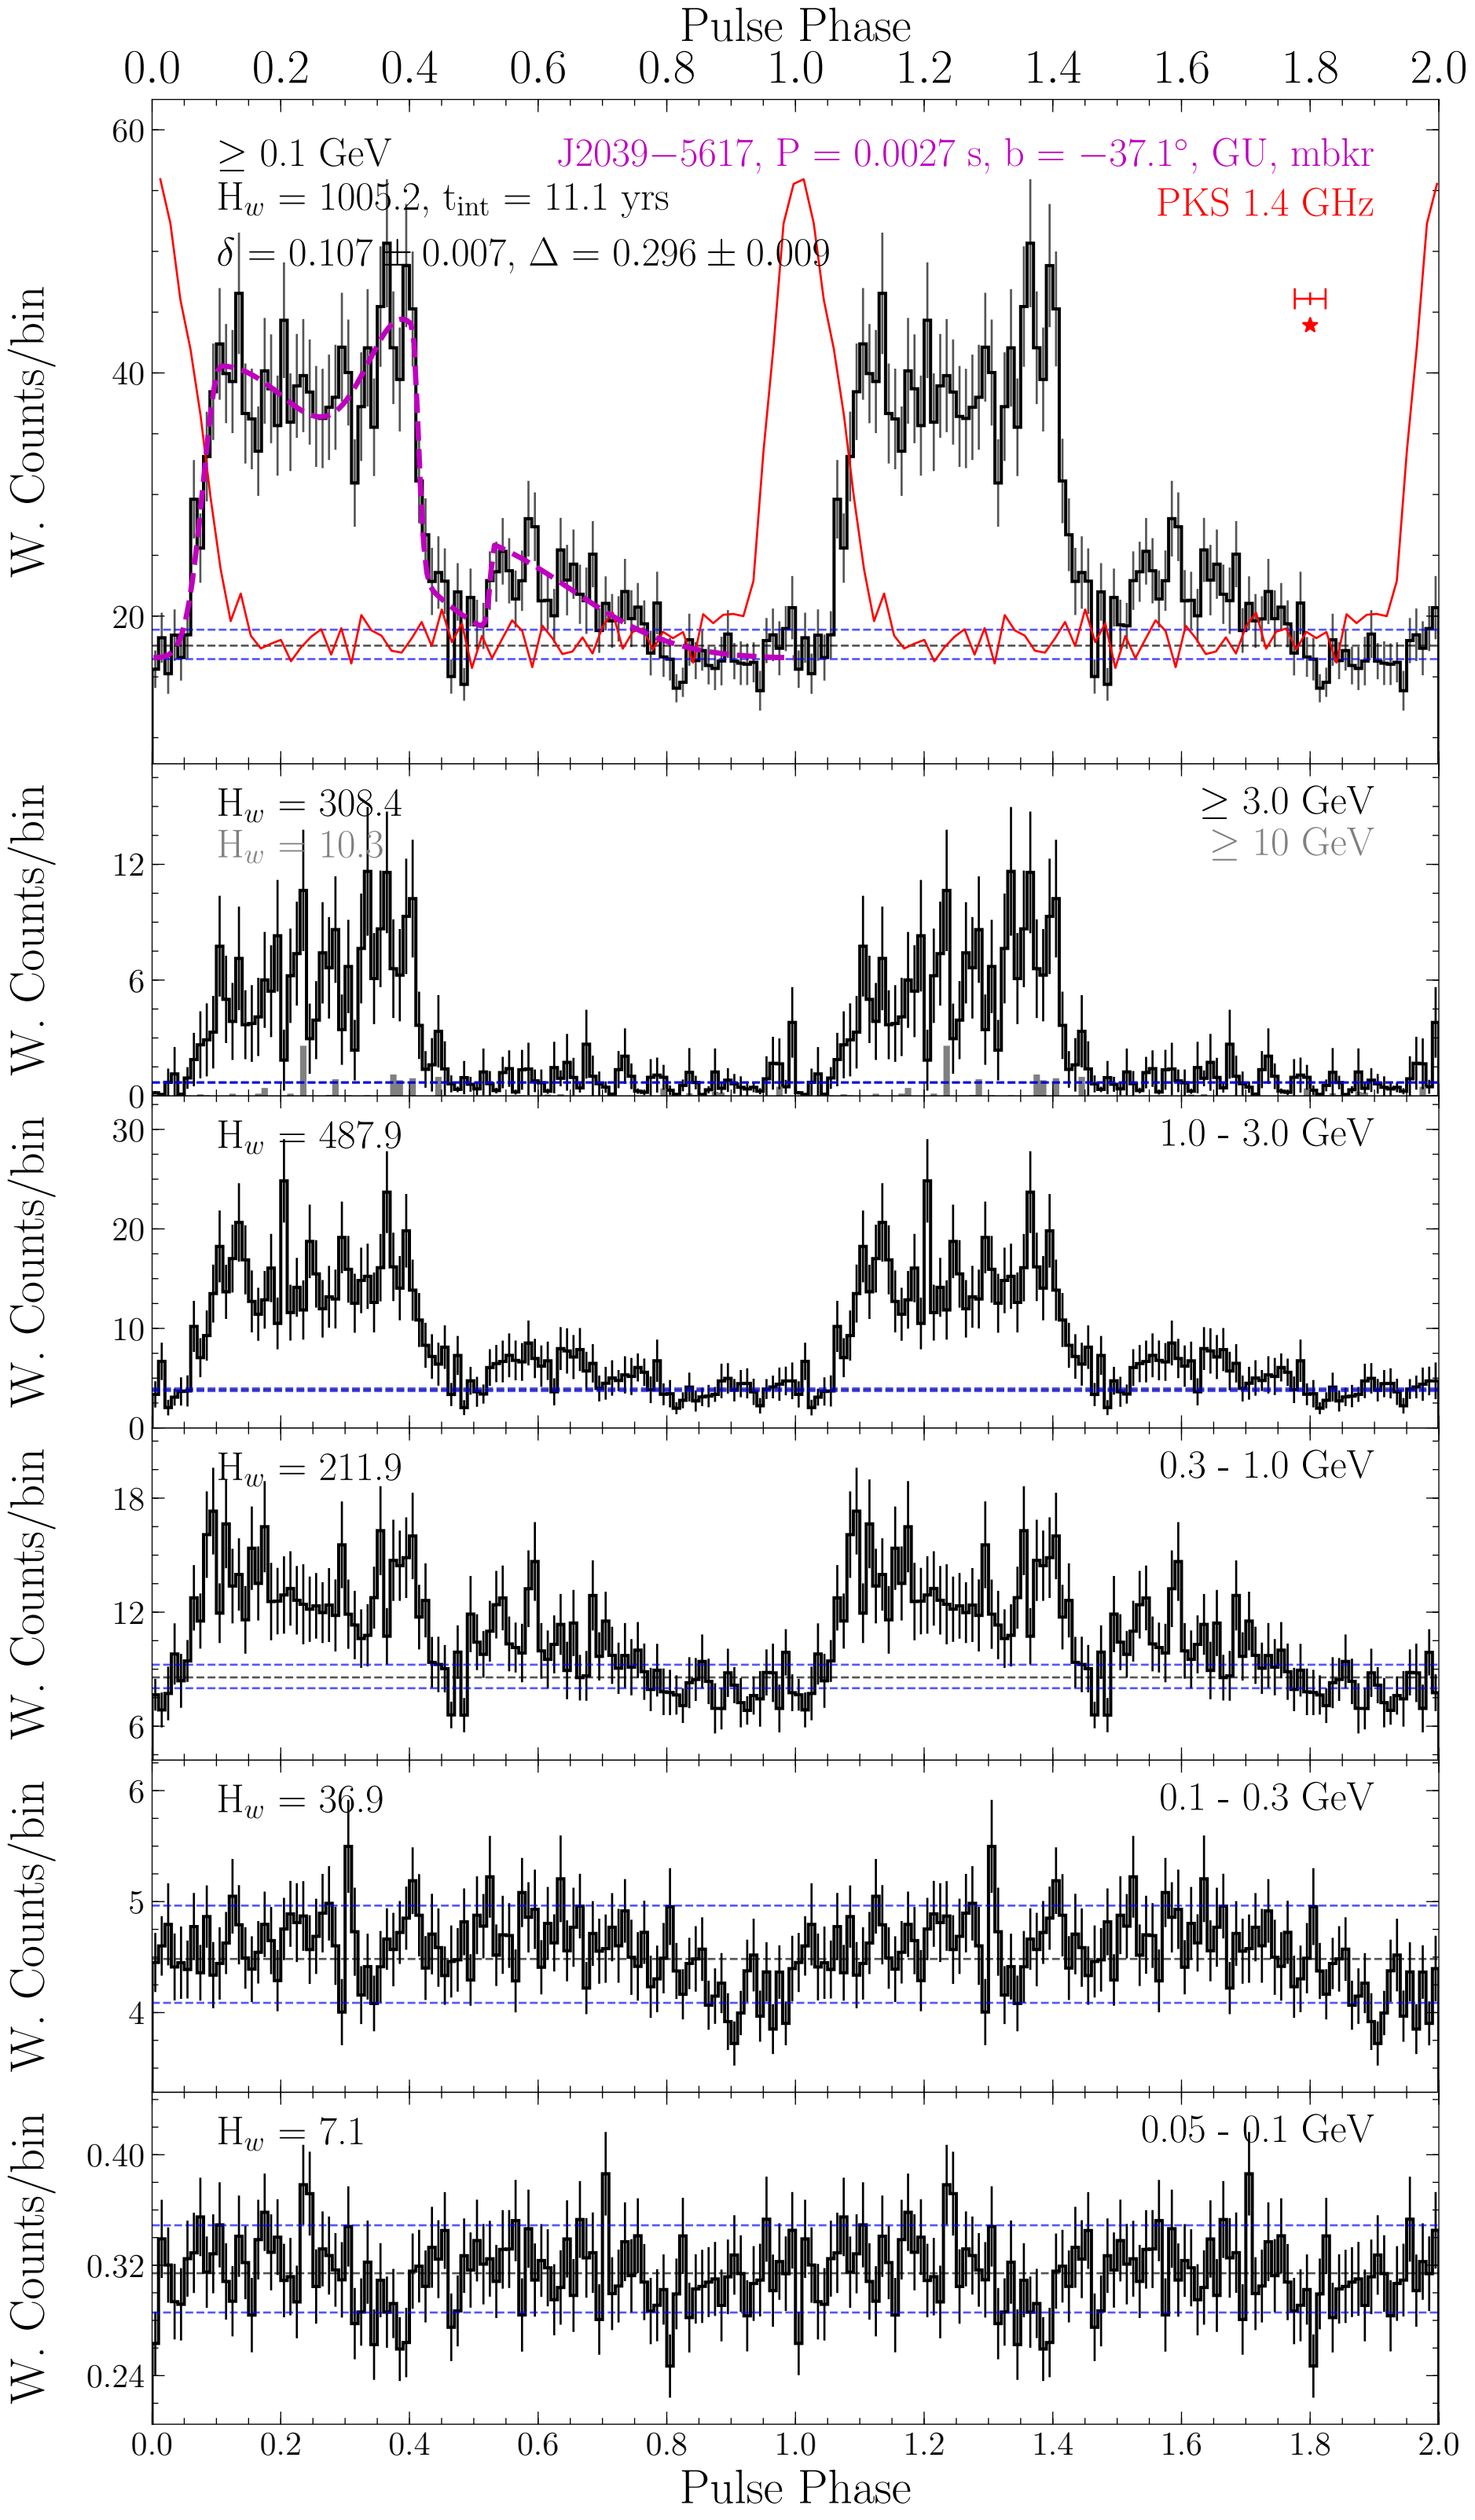 Pulse Phase
0.0 0.2 0.4 0.6 0.8 1.0 1.2 1.4 1.6 1.8 2.0
≥ 0.1 GeV
J2039−5617, P = 0.0027 s, b = −37.1°, GU, mbkr
H_w = 1005.2, t_int = 11.1 yrs
PKS 1.4 GHz
δ = 0.107 ± 0.007, Δ = 0.296 ± 0.009
W. Counts/bin
60
40
20
H_w = 308.4
≥ 3.0 GeV
H_w = 10.3
≥ 10 GeV
W. Counts/bin
12
6
0
H_w = 487.9
1.0 - 3.0 GeV
W. Counts/bin
30
20
10
0
H_w = 211.9
0.3 - 1.0 GeV
W. Counts/bin
18
12
6
H_w = 36.9
0.1 - 0.3 GeV
W. Counts/bin
6
5
4
H_w = 7.1
0.05 - 0.1 GeV
W. Counts/bin
0.40
0.32
0.24
0.0 0.2 0.4 0.6 0.8 1.0 1.2 1.4 1.6 1.8 2.0
Pulse Phase